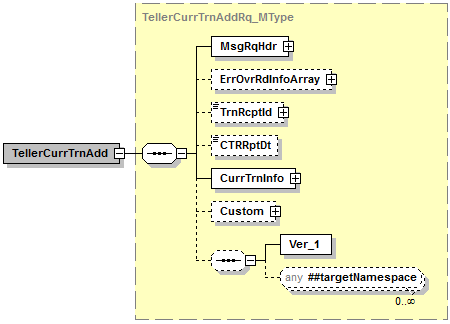 TellerCurrTrnAddRq_MType
MsgRqHdr
ErrOvrRdInfoArray
TrnRcptId
CTRRptDt
TellerCurrTrnAdd
CurrTrnInfo
Custom
Ver_1
any ##targetNamespace
0..∞